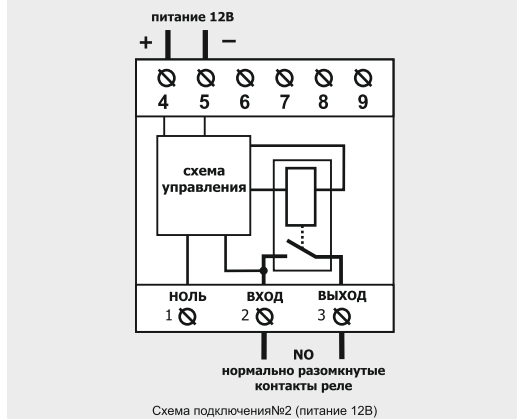 питание 12В
+ −
4 5 6 7 8 9
схема
управления
НОЛЬ ВХОД ВЫХОД
1 2 3
NO
нормально разомкнутые
контакты реле
Схема подключения№2 (питание 12В)